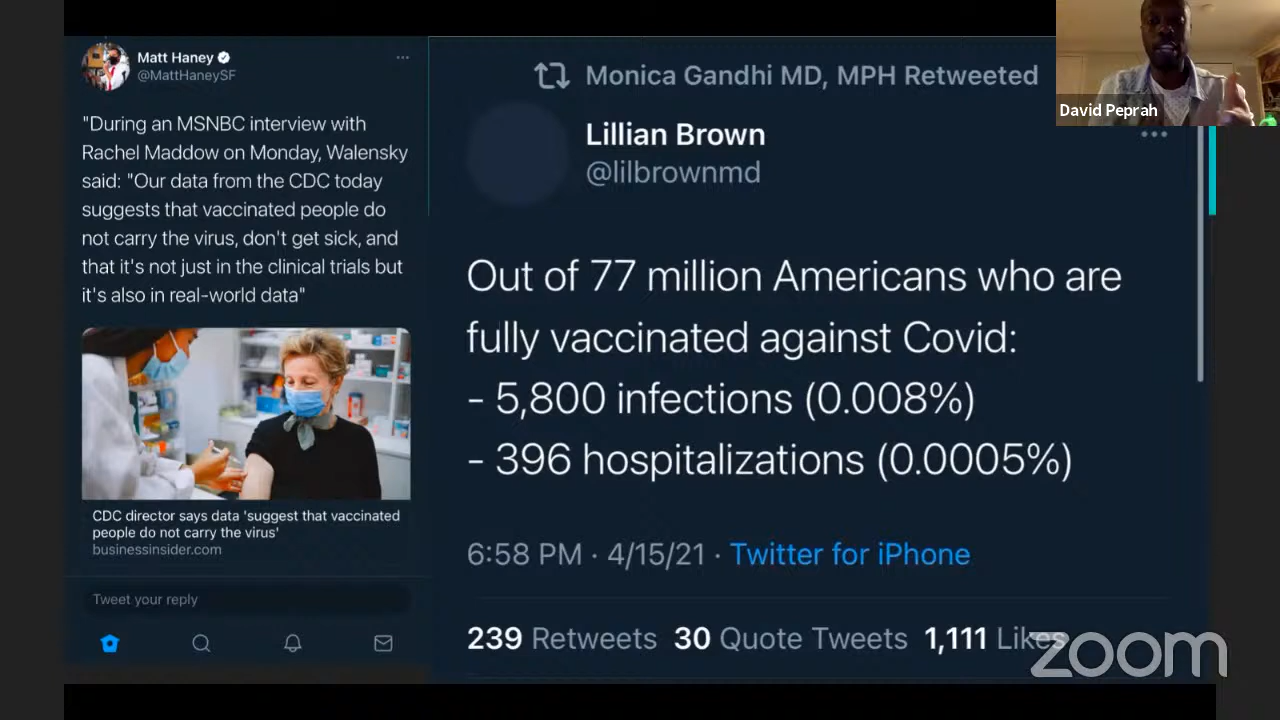 Matt Haney
@MattHaneySF
"During an MSNBC interview with
Rachel Maddow on Monday, Walensky
said: "Our data from the CDC today
suggests that vaccinated people do
not carry the virus, don't get sick, and
that it's not just in the clinical trials but
it's also in real-world data"
CDC director says data 'suggest that vaccinated
people do not carry the virus'
businessinsider.com
Tweet your reply
Monica Gandhi MD, MPH Retweeted
Lillian Brown
@lilbrownmd
Out of 77 million Americans who are
fully vaccinated against Covid:
- 5,800 infections (0.008%)
- 396 hospitalizations (0.0005%)
6:58 PM · 4/15/21 · Twitter for iPhone
239 Retweets 30 Quote Tweets 1,111 Likes
David Peprah
zoom